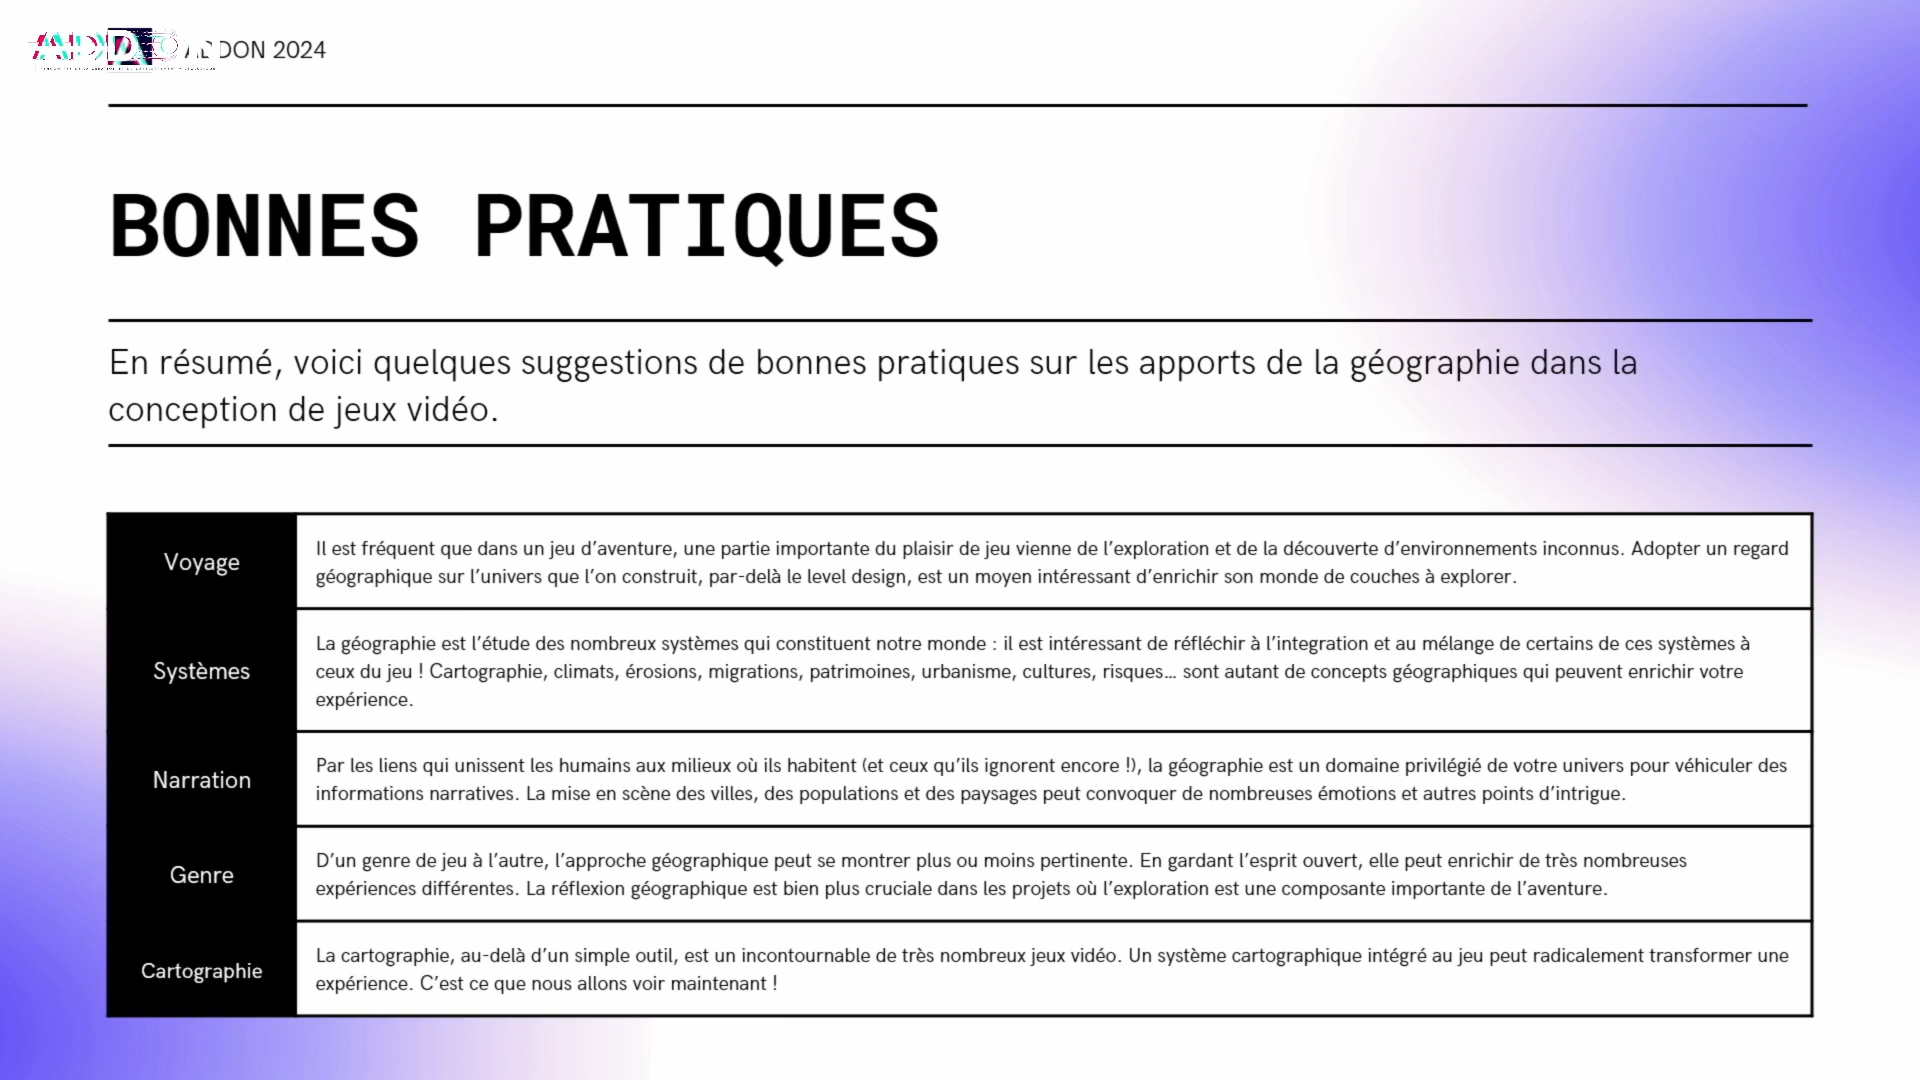 ADDON 2024
BONNES PRATIQUES
En résumé, voici quelques suggestions de bonnes pratiques sur les apports de la géographie dans la
conception de jeux vidéo.
Voyage
Il est fréquent que dans un jeu d’aventure, une partie importante du plaisir de jeu vienne de l’exploration et de la découverte d’environnements inconnus. Adopter un regard
géographique sur l’univers que l’on construit, par-delà le level design, est un moyen intéressant d’enrichir son monde de couches à explorer.
Systèmes
La géographie est l’étude des nombreux systèmes qui constituent notre monde : il est intéressant de réfléchir à l’integration et au mélange de certains de ces systèmes à
ceux du jeu ! Cartographie, climats, érosions, migrations, patrimoines, urbanisme, cultures, risques... sont autant de concepts géographiques qui peuvent enrichir votre
expérience.
Narration
Par les liens qui unissent les humains aux milieux où ils habitent (et ceux qu’ils ignorent encore !), la géographie est un domaine privilégié de votre univers pour véhiculer des
informations narratives. La mise en scène des villes, des populations et des paysages peut convoquer de nombreuses émotions et autres points d’intrigue.
Genre
D’un genre de jeu à l’autre, l’approche géographique peut se montrer plus ou moins pertinente. En gardant l’esprit ouvert, elle peut enrichir de très nombreuses
expériences différentes. La réflexion géographique est bien plus cruciale dans les projets où l’exploration est une composante importante de l’aventure.
Cartographie
La cartographie, au-delà d’un simple outil, est un incontournable de très nombreux jeux vidéo. Un système cartographique intégré au jeu peut radicalement transformer une
expérience. C’est ce que nous allons voir maintenant !